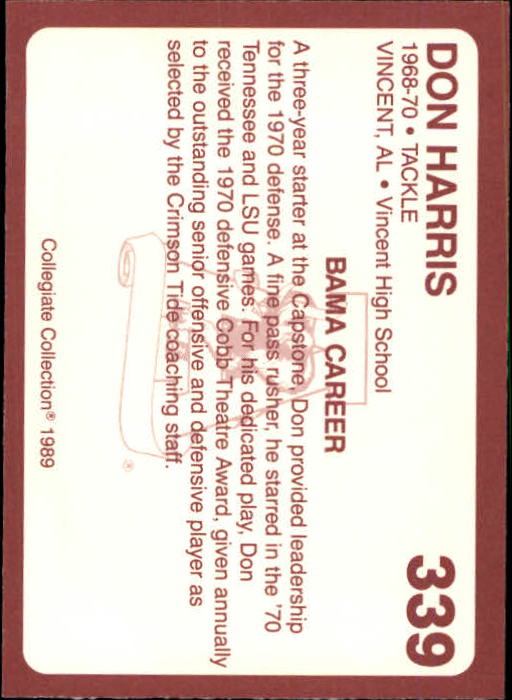 DON HARRIS
339
1968-70 • TACKLE
VINCENT, AL • Vincent High School
BAMA CAREER
A three-year starter at the Capstone, Don provided leadership
for the 1970 defense. A fine pass rusher, he starred in the '70
Tennessee and LSU games. For his dedicated play, Don
received the 1970 defensive Cobb Theatre Award, given annually
to the outstanding senior offensive and defensive player as
selected by the Crimson Tide coaching staff.
®
Collegiate Collection® 1989